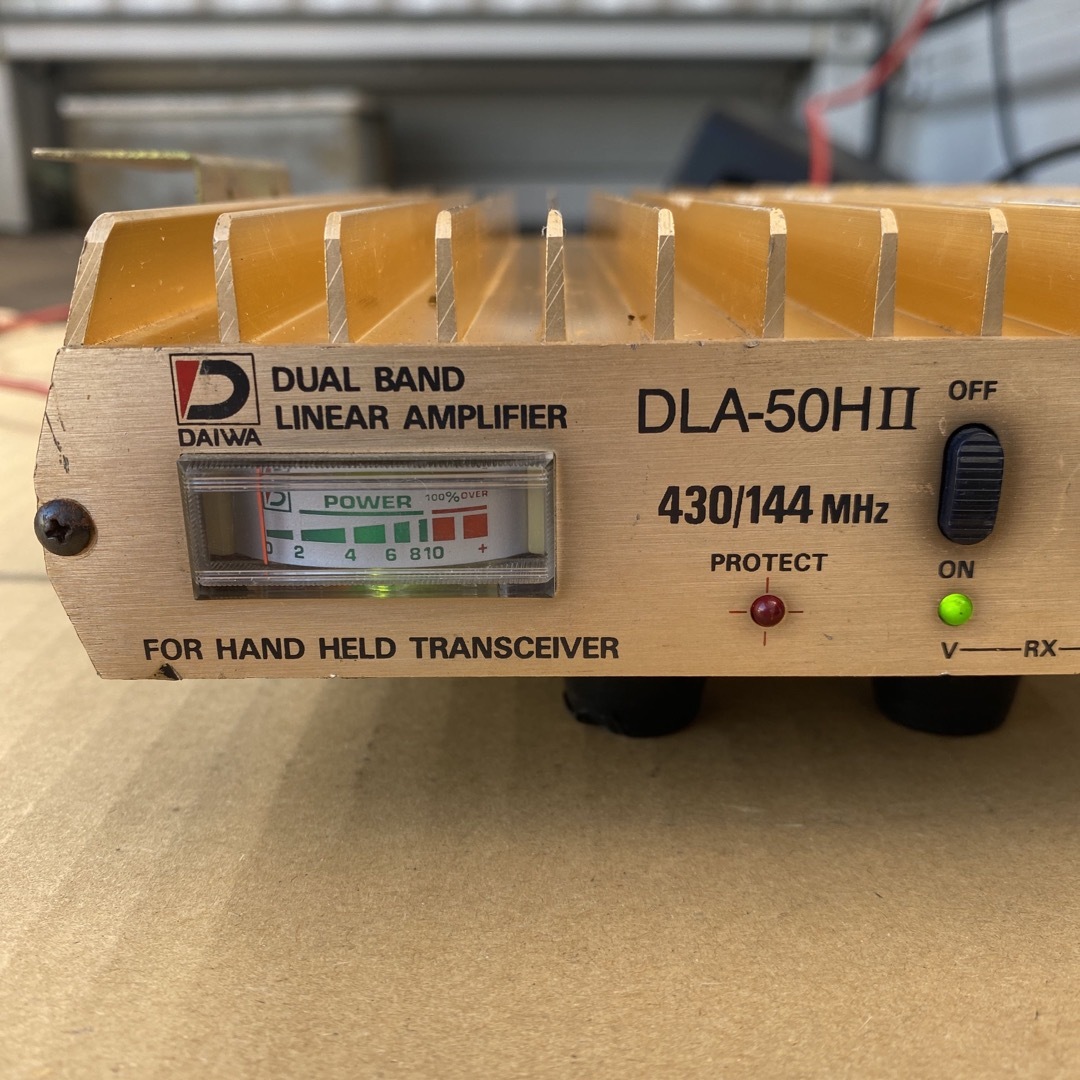 DUAL BAND
LINEAR AMPLIFIER
DAIWA
POWER 100% OVER
0 2 4 6 8 10 +
FOR HAND HELD TRANSCEIVER
DLA-50HII
430/144 MHz
PROTECT
OFF
ON
V RX